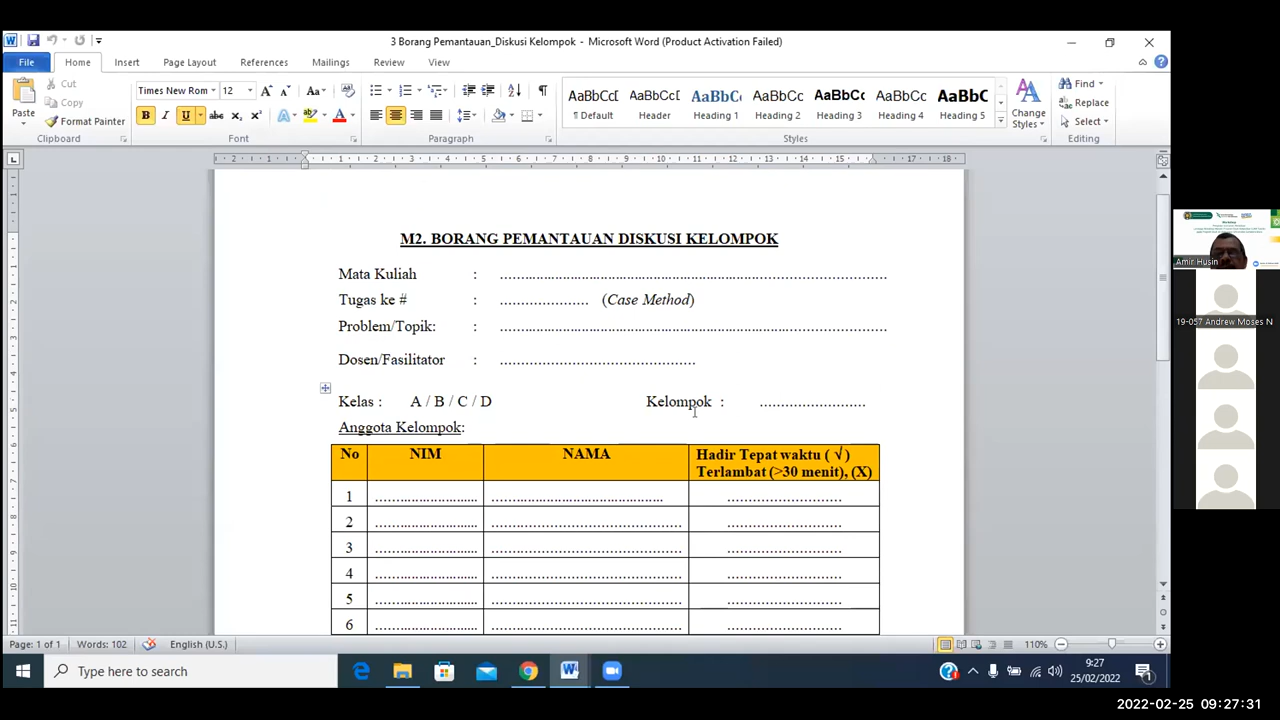 3 Borang Pemantauan_Diskusi Kelompok - Microsoft Word (Product Activation Failed)
File Home Insert Page Layout References Mailings Review View
Paste
Cut
Copy
Format Painter
Times New Rom 12
Find
Replace
Select
Change Styles
AaBbCc AaBbCc AaBbCc AaBbCc AaBbCc AaBbCc AaBbC
¶ Default Header Heading 1 Heading 2 Heading 3 Heading 4 Heading 5
Clipboard Font Paragraph Styles Editing
M2. BORANG PEMANTAUAN DISKUSI KELOMPOK
Mata Kuliah : ................................................................
Tugas ke # : ..................... (Case Method)
Problem/Topik: : ................................................................
Dosen/Fasilitator : ..............................................
Kelas : A / B / C / D Kelompok : .........................
Anggota Kelompok:
No NIM NAMA Hadir Tepat waktu ( √ )
Terlambat (>30 menit), (X)
1 ........................ ........................................ ...........................
2 ........................ ........................................ ...........................
3 ........................ ........................................ ...........................
4 ........................ ........................................ ...........................
5 ........................ ........................................ ...........................
6 ........................ ........................................ ...........................
Page: 1 of 1 Words: 102 English (U.S.) 110%
Type here to search
9:27
25/02/2022
Amir Husin
19-057 Andrew Moses N
2022-02-25 09:27:31